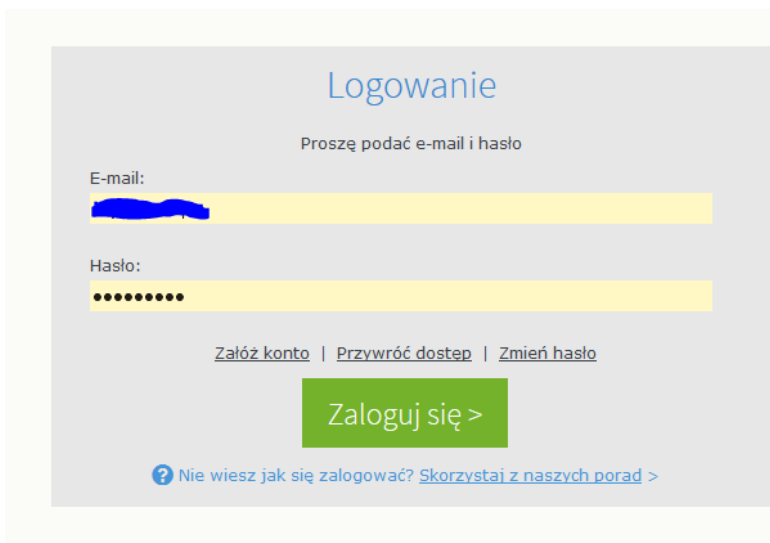 Logowanie
Proszę podać e-mail i hasło
E-mail:
Hasło:
•••••••••
Załóż konto | Przywróć dostęp | Zmień hasło
Zaloguj się >
? Nie wiesz jak się zalogować? Skorzystaj z naszych porad >